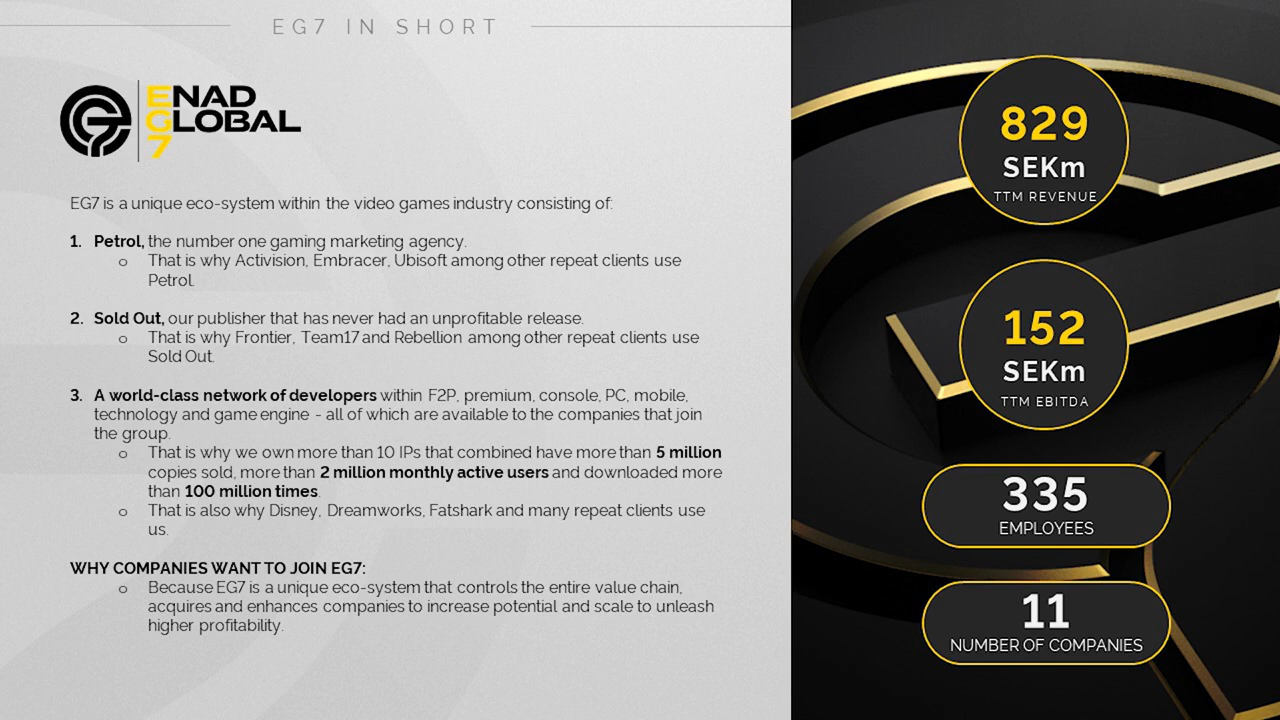 EG7 IN SHORT
ENAD
GLOBAL
7
EG7 is a unique eco-system within the video games industry consisting of:
1. Petrol, the number one gaming marketing agency.
o That is why Activision, Embracer, Ubisoft among other repeat clients use
Petrol.
2. Sold Out, our publisher that has never had an unprofitable release.
o That is why Frontier, Team17 and Rebellion among other repeat clients use
Sold Out.
3. A world-class network of developers within F2P, premium, console, PC, mobile,
technology and game engine - all of which are available to the companies that join
the group.
o That is why we own more than 10 IPs that combined have more than 5 million
copies sold, more than 2 million monthly active users and downloaded more
than 100 million times.
o That is also why Disney, Dreamworks, Fatshark and many repeat clients use
us.
WHY COMPANIES WANT TO JOIN EG7:
o Because EG7 is a unique eco-system that controls the entire value chain,
acquires and enhances companies to increase potential and scale to unleash
higher profitability.
829
SEKm
TTM REVENUE
152
SEKm
TTM EBITDA
335
EMPLOYEES
11
NUMBER OF COMPANIES